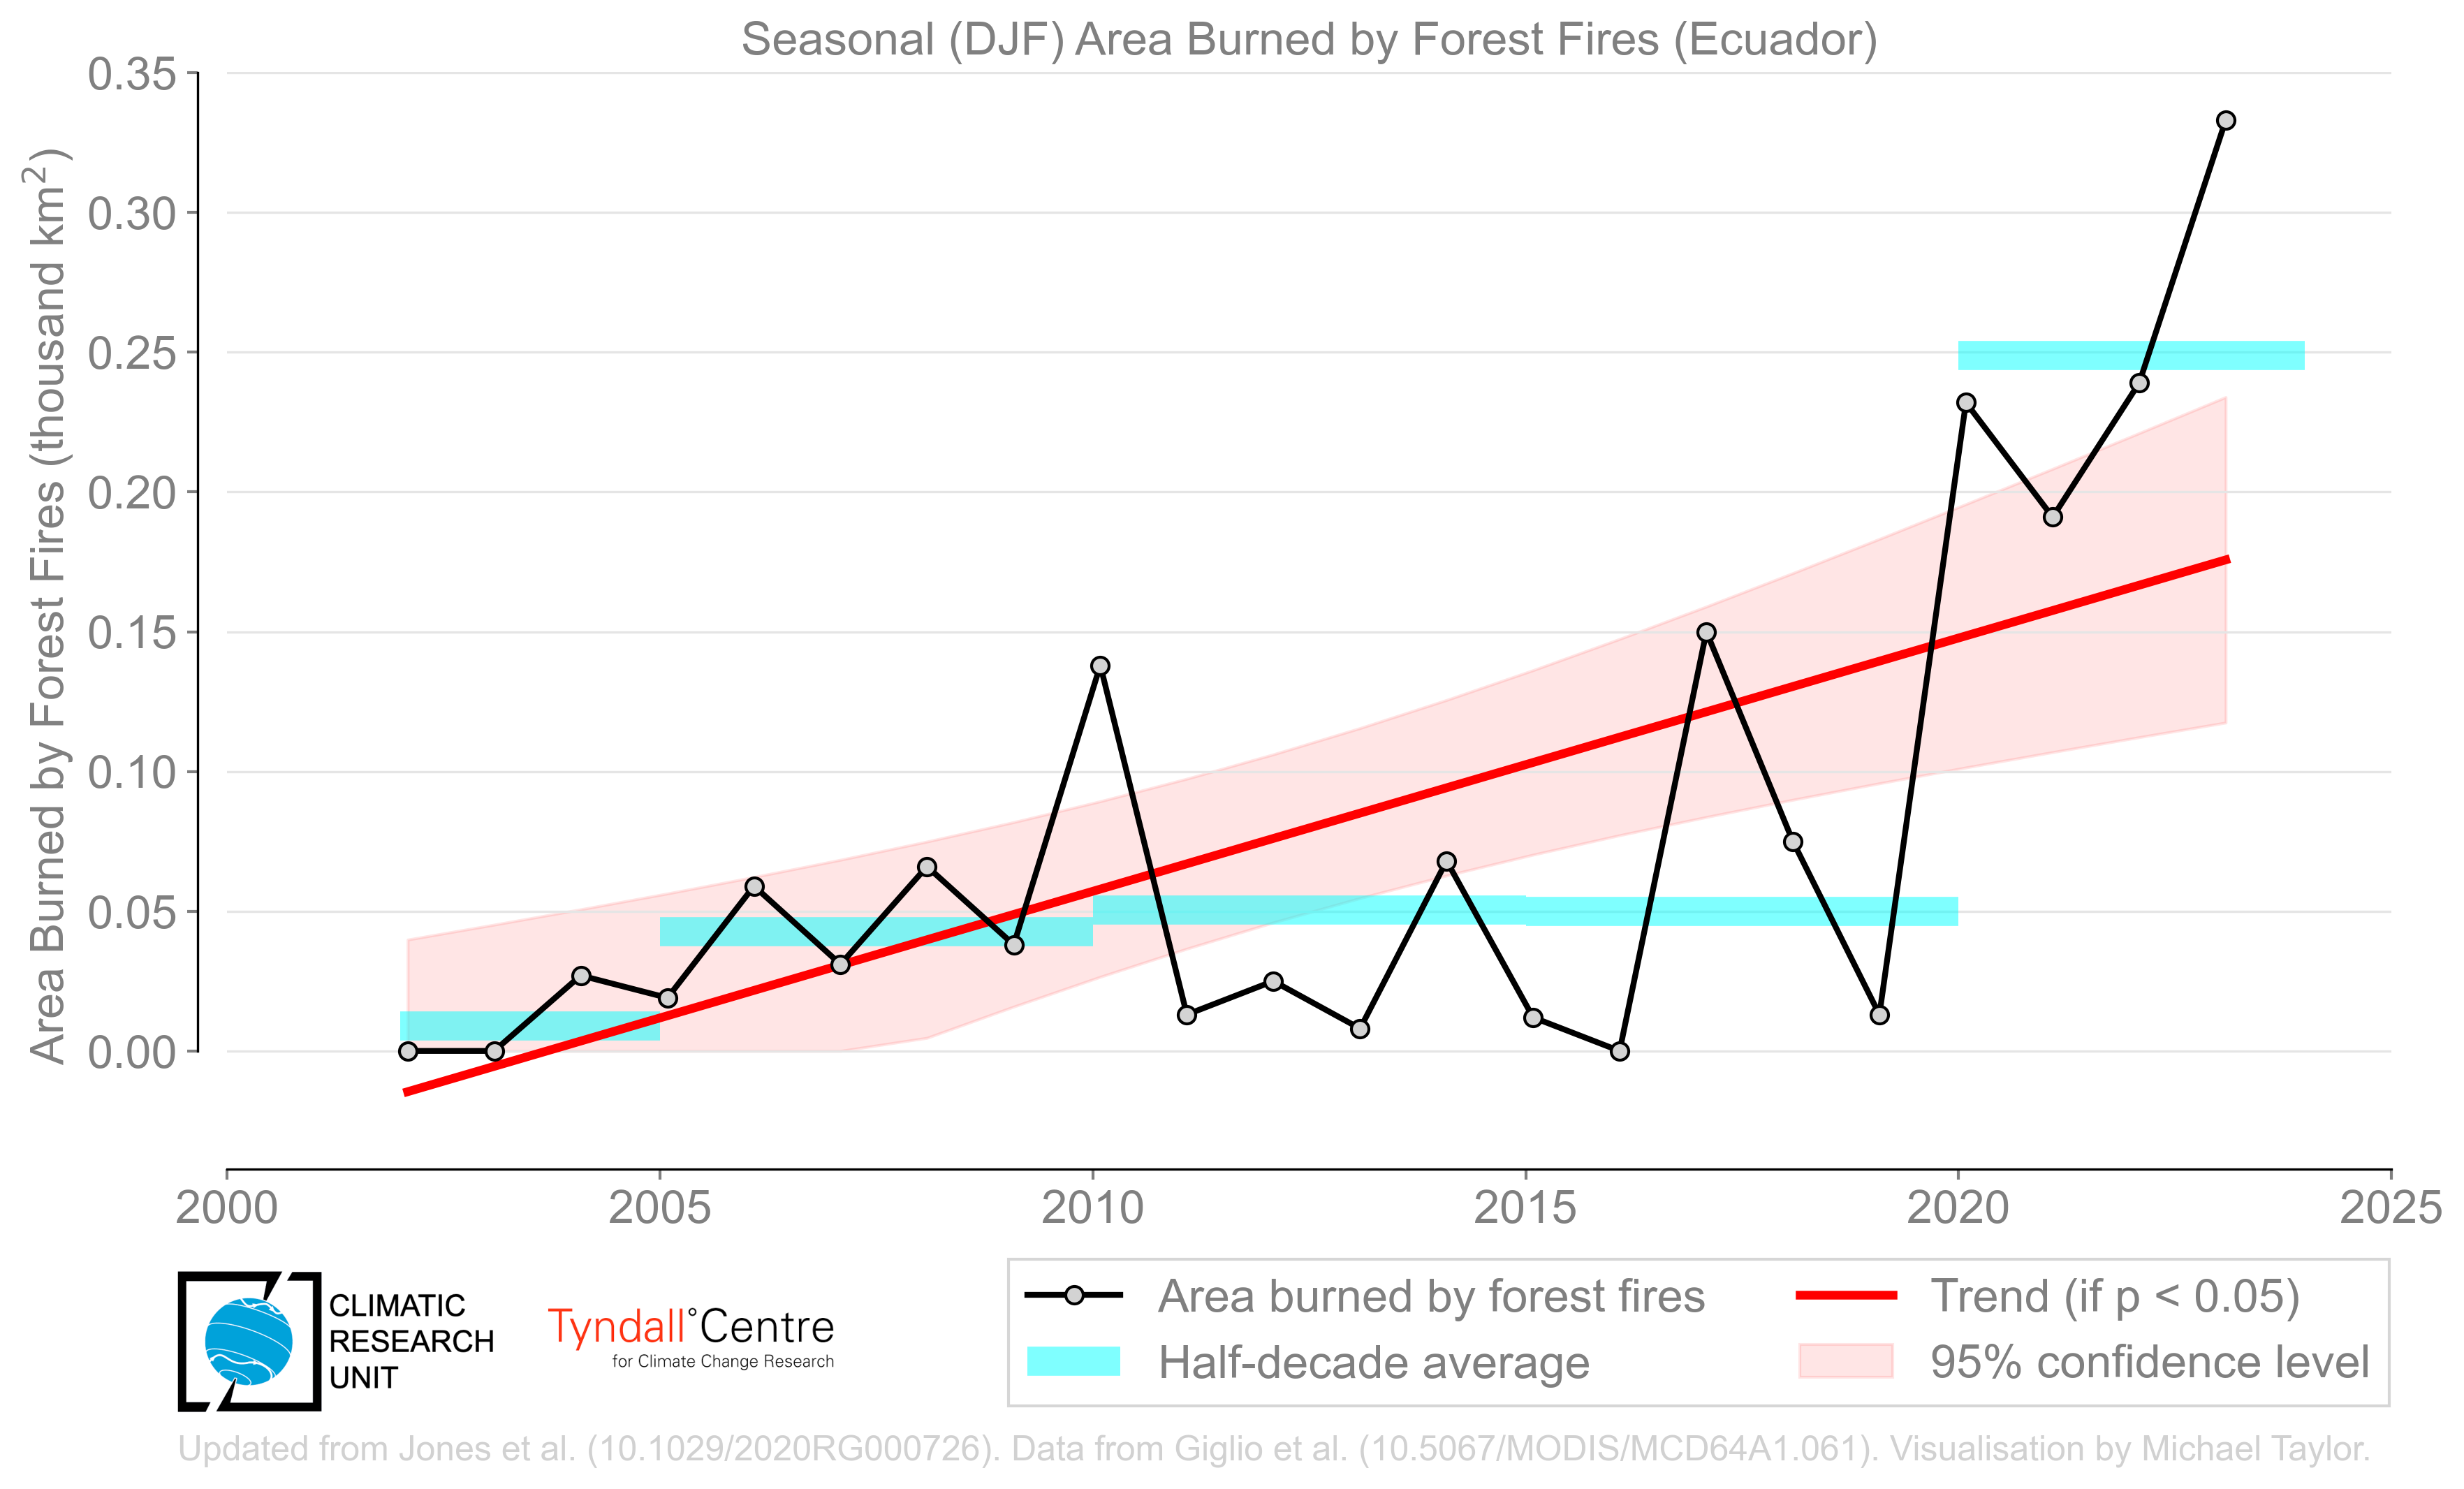 Seasonal (DJF) Area Burned by Forest Fires (Ecuador)
Area Burned by Forest Fires (thousand km²)
0.35
0.30
0.25
0.20
0.15
0.10
0.05
0.00
2000 2005 2010 2015 2020 2025
CLIMATIC
RESEARCH
UNIT
Tyndall°Centre
for Climate Change Research
Area burned by forest fires
Half-decade average
Trend (if p < 0.05)
95% confidence level
Updated from Jones et al. (10.1029/2020RG000726). Data from Giglio et al. (10.5067/MODIS/MCD64A1.061). Visualisation by Michael Taylor.